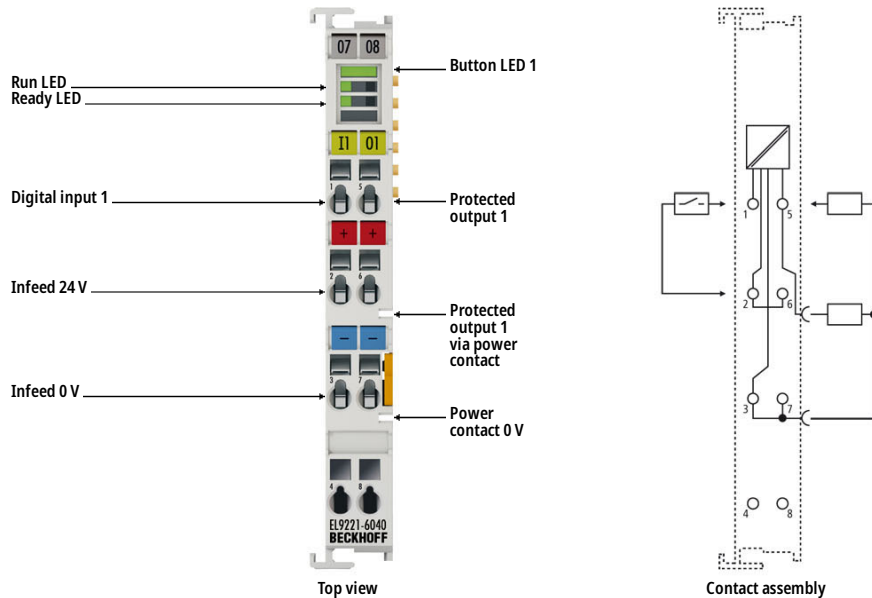 07 08
Button LED 1
Run LED
Ready LED
I1 O1
Digital input 1
1 5
Protected
output 1
+ +
Infeed 24 V
2 6
Protected
output 1
via power
contact
– –
Infeed 0 V
3 7
Power
contact 0 V
4 8
EL9221-6040
BECKHOFF
Top view
1 5
2 6
3 7
4 8
Contact assembly